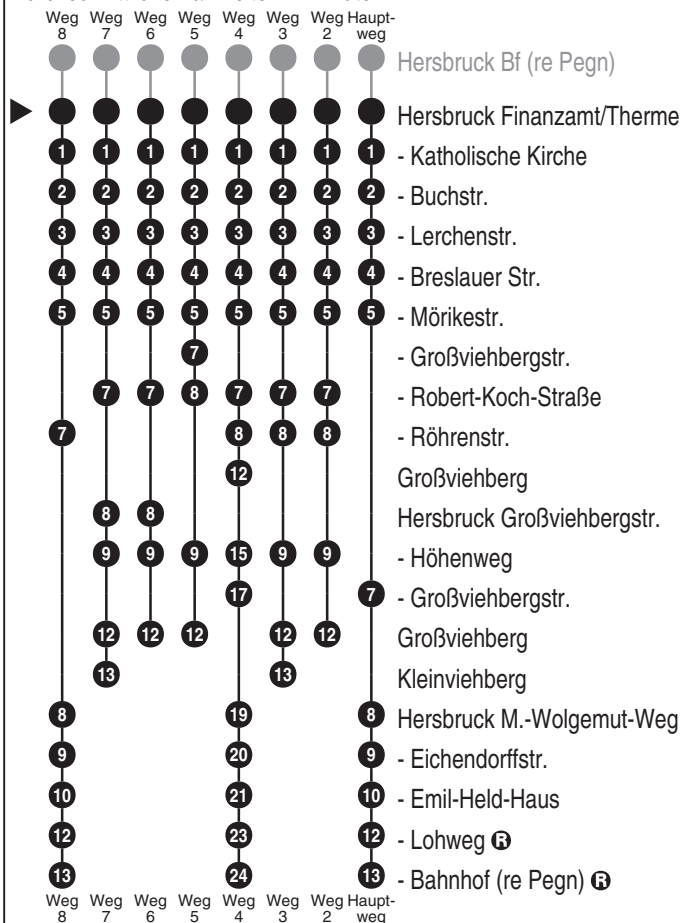 Weg 8 Weg 7 Weg 6 Weg 5 Weg 4 Weg 3 Weg 2 Haupt-weg
Hersbruck Bf (re Pegn)
Hersbruck Finanzamt/Therme
1 1 1 1 1 1 1 1 - Katholische Kirche
2 2 2 2 2 2 2 2 - Buchstr.
3 3 3 3 3 3 3 3 - Lerchenstr.
4 4 4 4 4 4 4 4 - Breslauer Str.
5 5 5 5 5 5 5 5 - Mörikestr.
7 - Großviehbergstr.
7 7 8 7 7 7 - Robert-Koch-Straße
7 8 8 8 - Röhrenstr.
12 Großviehberg
8 8 Hersbruck Großviehbergstr.
9 9 9 15 9 9 - Höhenweg
17 7 - Großviehbergstr.
12 12 12 12 12 Großviehberg
13 13 Kleinviehberg
8 19 8 Hersbruck M.-Wolgemut-Weg
9 20 9 - Eichendorffstr.
10 21 10 - Emil-Held-Haus
12 23 12 - Lohweg R
13 24 13 - Bahnhof (re Pegn) R
Weg 8 Weg 7 Weg 6 Weg 5 Weg 4 Weg 3 Weg 2 Haupt-weg